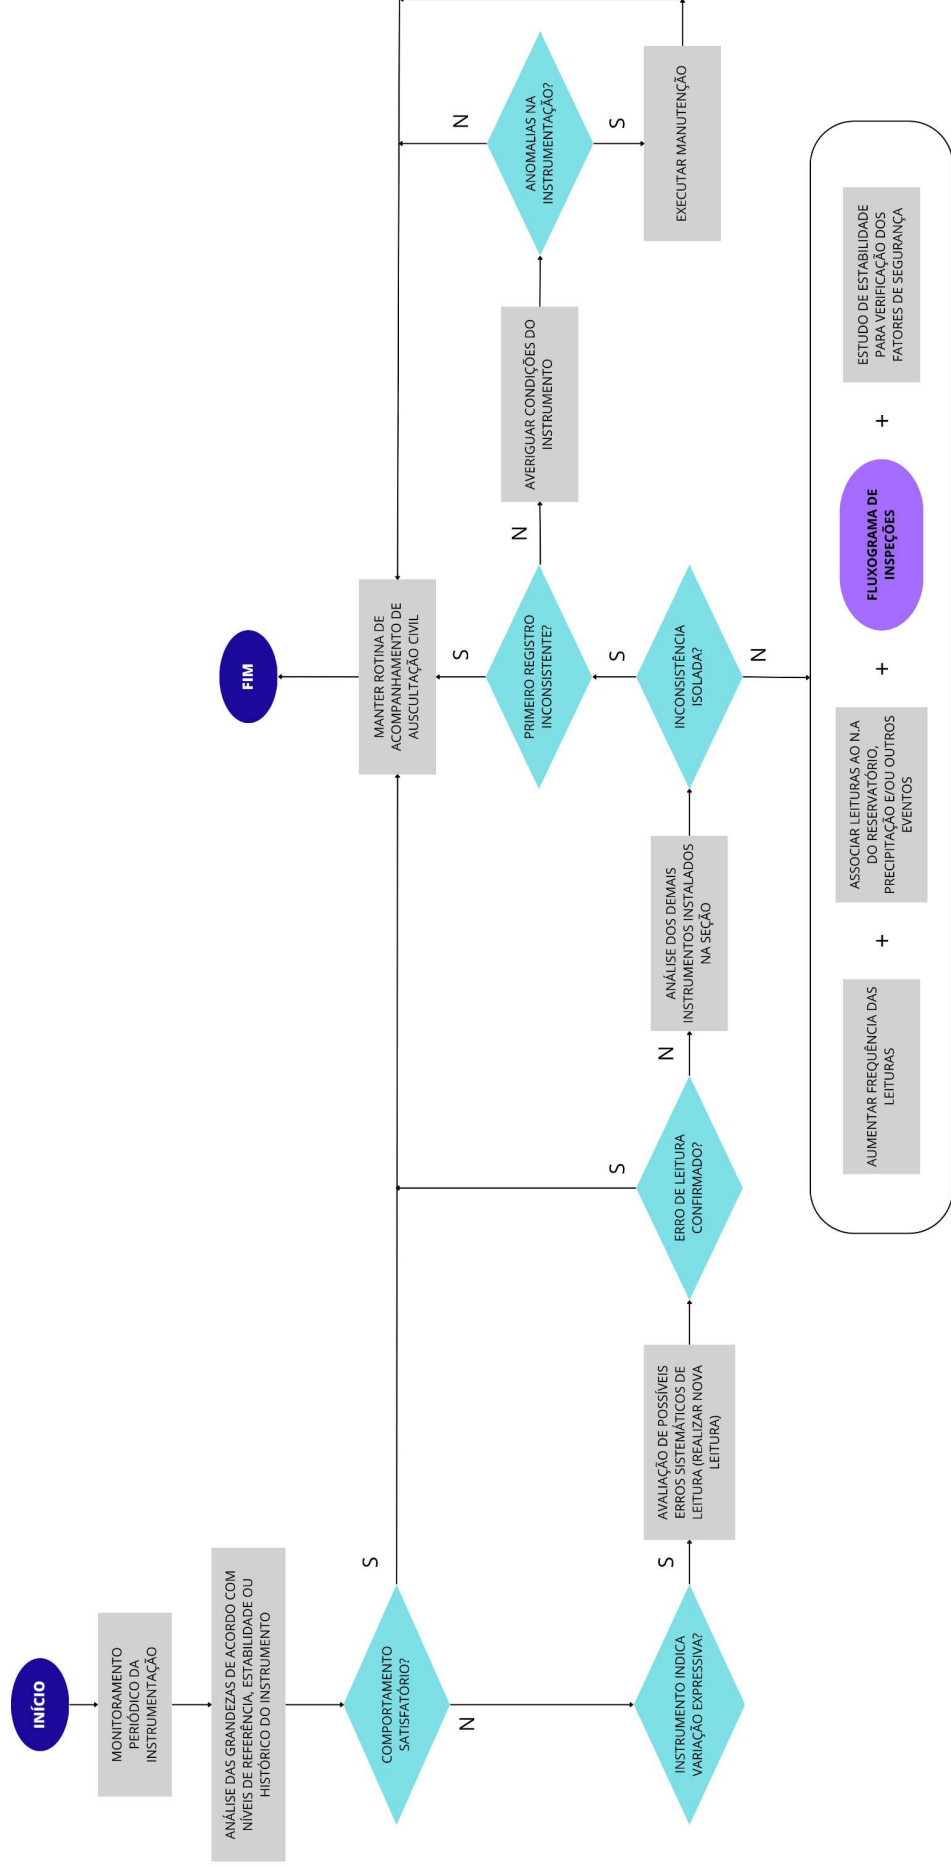 INÍCIO
MONITORAMENTO
PERIÓDICO DA
INSTRUMENTAÇÃO
ANÁLISE DAS GRANDEZAS DE ACORDO COM
NÍVEIS DE REFERÊNCIA, ESTABILIDADE OU
HISTÓRICO DO INSTRUMENTO
COMPORTAMENTO
SATISFATÓRIO?
S
N
INSTRUMENTO INDICA
VARIAÇÃO EXPRESSIVA?
S
AVALIAÇÃO DE POSSÍVEIS
ERROS SISTEMÁTICOS DE
LEITURA (REALIZAR NOVA
LEITURA)
ERRO DE LEITURA
CONFIRMADO?
S
N
ANÁLISE DOS DEMAIS
INSTRUMENTOS INSTALADOS
NA SEÇÃO
INCONSISTÊNCIA
ISOLADA?
S
N
PRIMEIRO REGISTRO
INCONSISTENTE?
S
N
MANTER ROTINA DE
ACOMPANHAMENTO DE
AUSCULTAÇÃO CIVIL
FIM
AVERIGUAR CONDIÇÕES DO
INSTRUMENTO
ANOMALIAS NA
INSTRUMENTAÇÃO?
N
S
EXECUTAR MANUTENÇÃO
AUMENTAR FREQUÊNCIA DAS
LEITURAS
+
ASSOCIAR LEITURAS AO N.A
DO RESERVATÓRIO,
PRECIPITAÇÃO E/OU OUTROS
EVENTOS
+
FLUXOGRAMA DE
INSPEÇÕES
+
ESTUDO DE ESTABILIDADE
PARA VERIFICAÇÃO DOS
FATORES DE SEGURANÇA